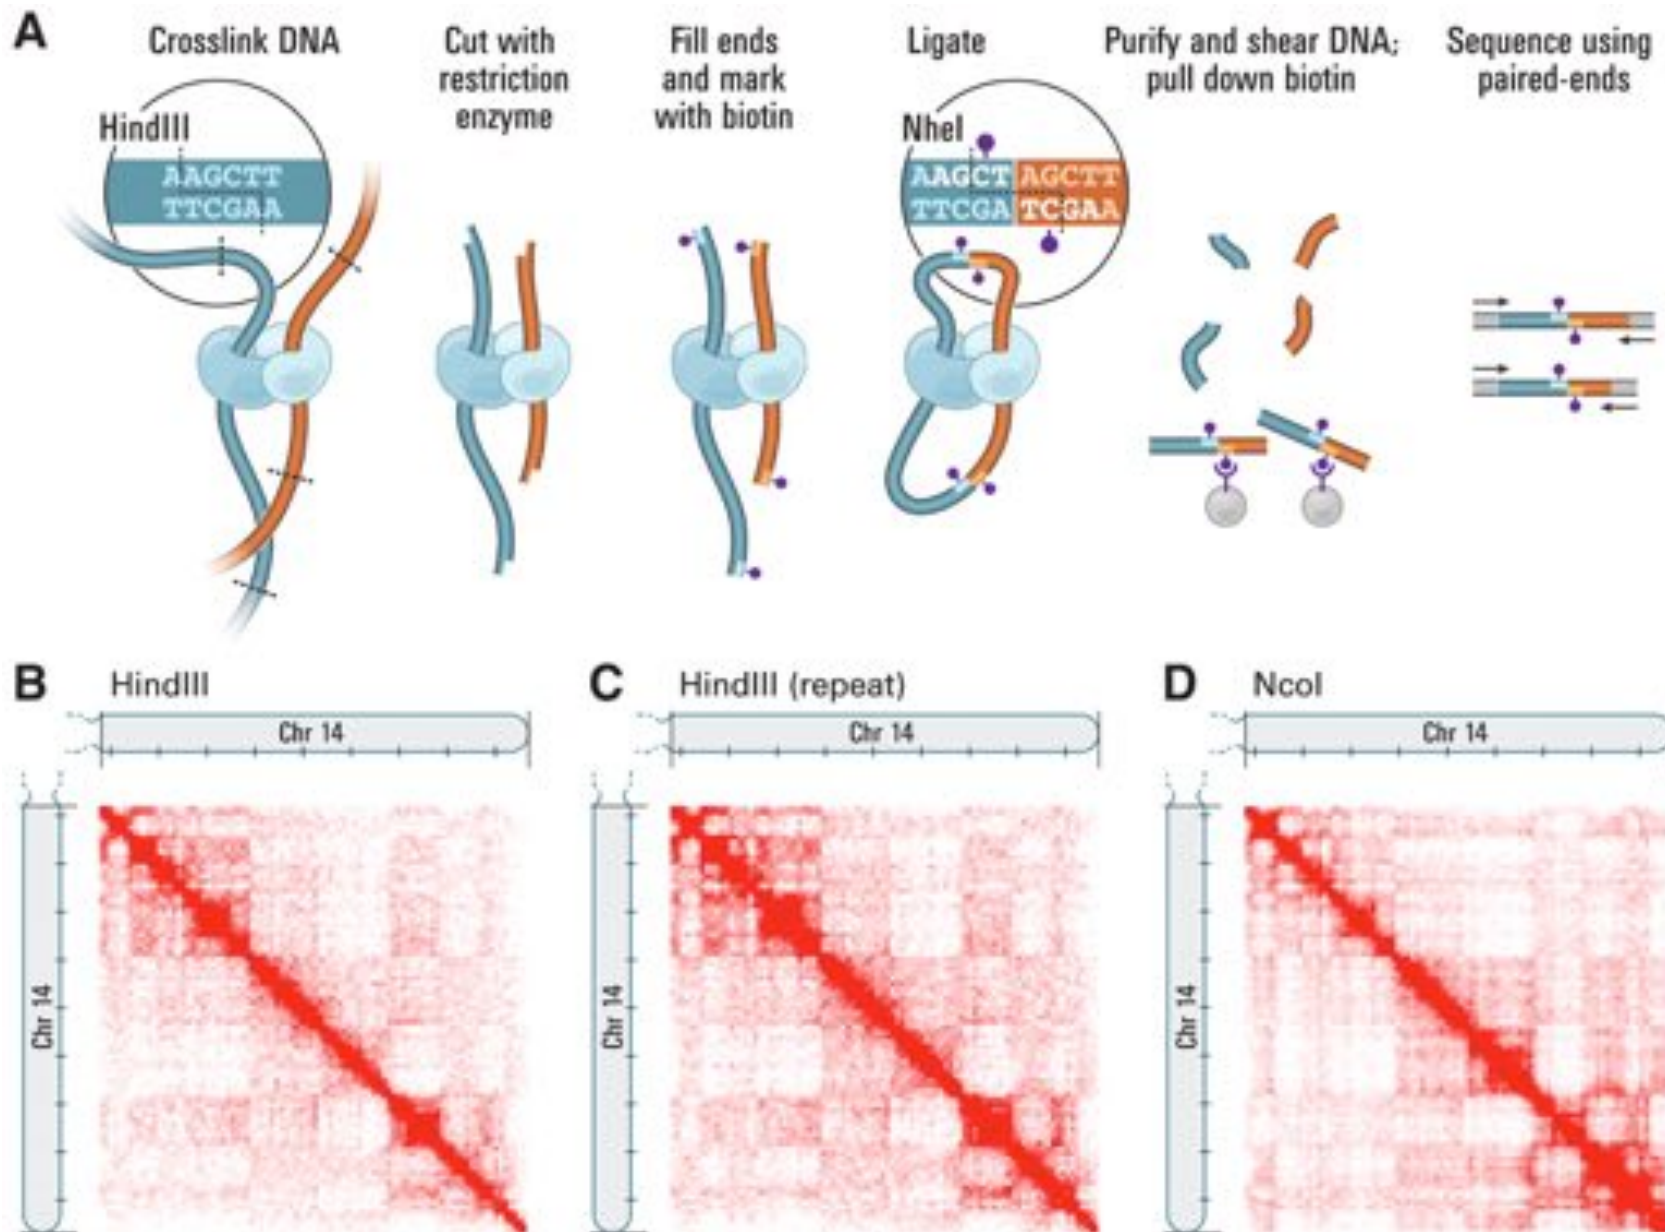 A
Crosslink DNA
Cut with
restriction
enzyme
Fill ends
and mark
with biotin
Ligate
Purify and shear DNA;
pull down biotin
Sequence using
paired-ends
HindIII
AAGCTT
TTCGAA
NheI
AAGCT AGCTT
TTCGA TCGAA
B HindIII
Chr 14
Chr 14
C HindIII (repeat)
Chr 14
Chr 14
D NcoI
Chr 14
Chr 14